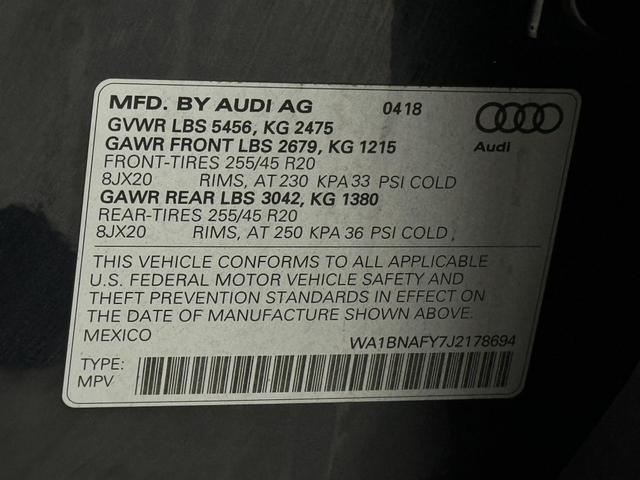 MFD. BY AUDI AG 0418
GVWR LBS 5456, KG 2475
GAWR FRONT LBS 2679, KG 1215
Audi
FRONT-TIRES 255/45 R20
8JX20 RIMS, AT 230 KPA 33 PSI COLD
GAWR REAR LBS 3042, KG 1380
REAR-TIRES 255/45 R20
8JX20 RIMS, AT 250 KPA 36 PSI COLD,
THIS VEHICLE CONFORMS TO ALL APPLICABLE
U.S. FEDERAL MOTOR VEHICLE SAFETY AND
THEFT PREVENTION STANDARDS IN EFFECT ON
THE DATE OF MANUFACTURE SHOWN ABOVE.
MEXICO WA1BNAFY7J2178694
TYPE:
MPV